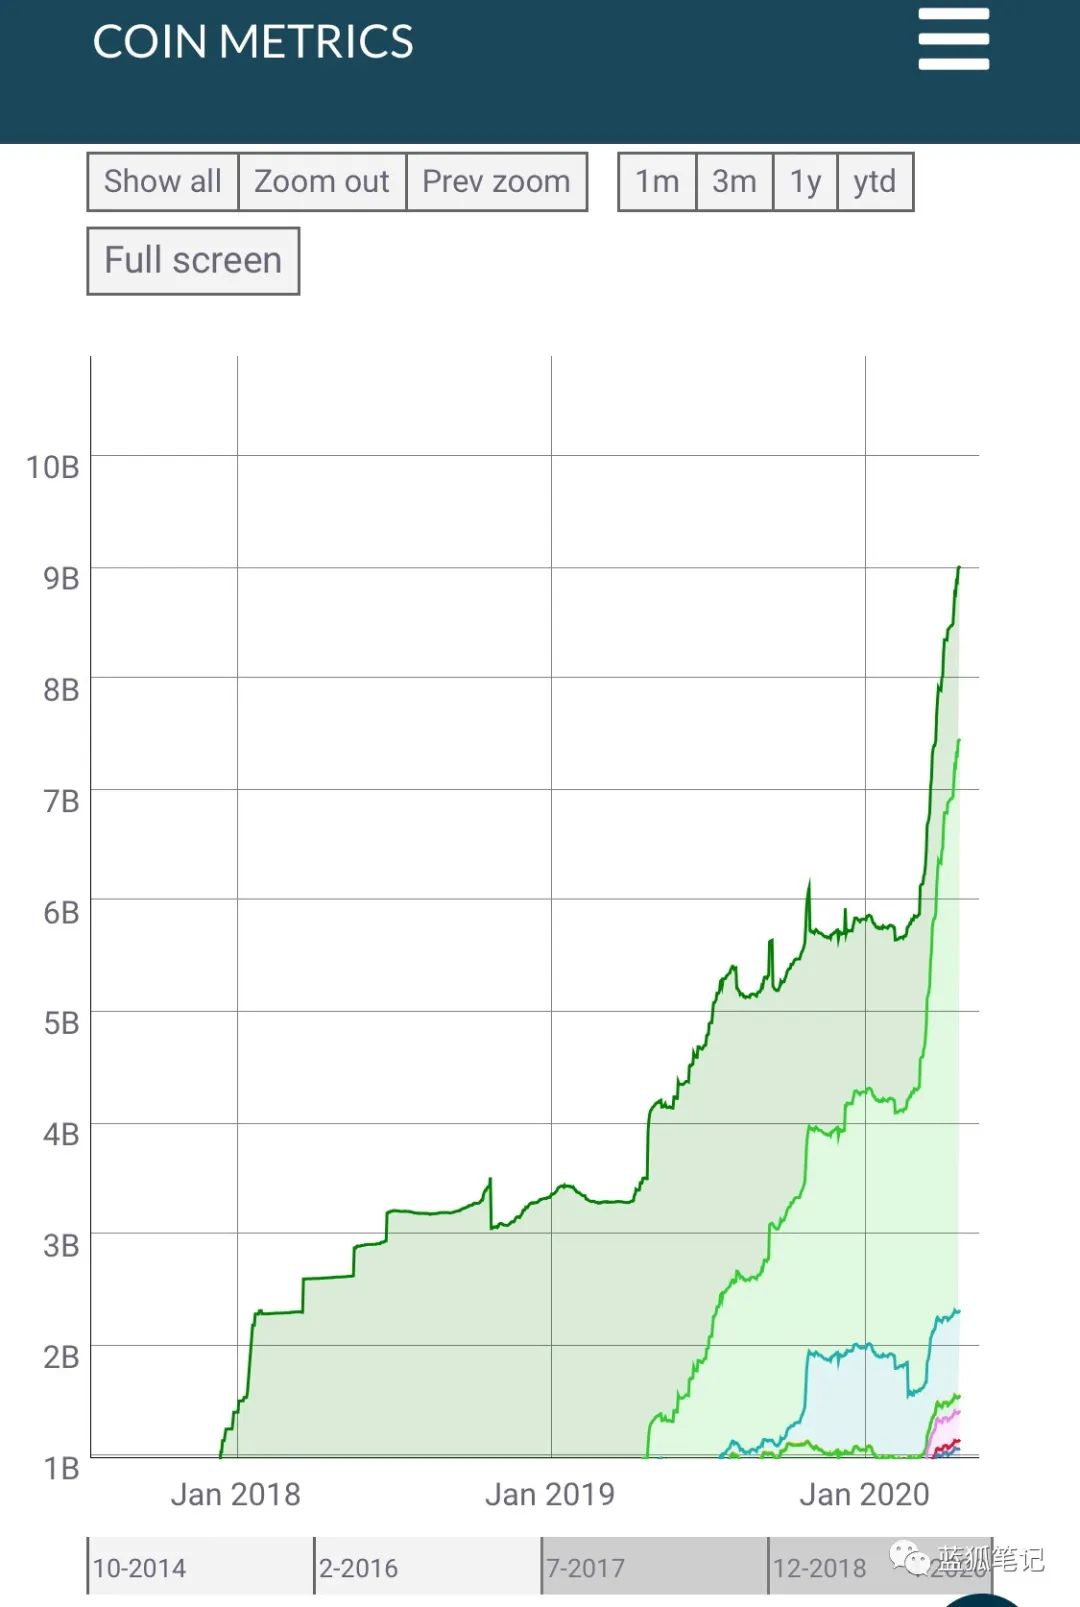 COIN METRICS
Show all Zoom out Prev zoom 1m 3m 1y ytd
Full screen
10B
9B
8B
7B
6B
5B
4B
3B
2B
1B
Jan 2018 Jan 2019 Jan 2020
10-2014 2-2016 7-2017 12-2018
蓝狐笔记